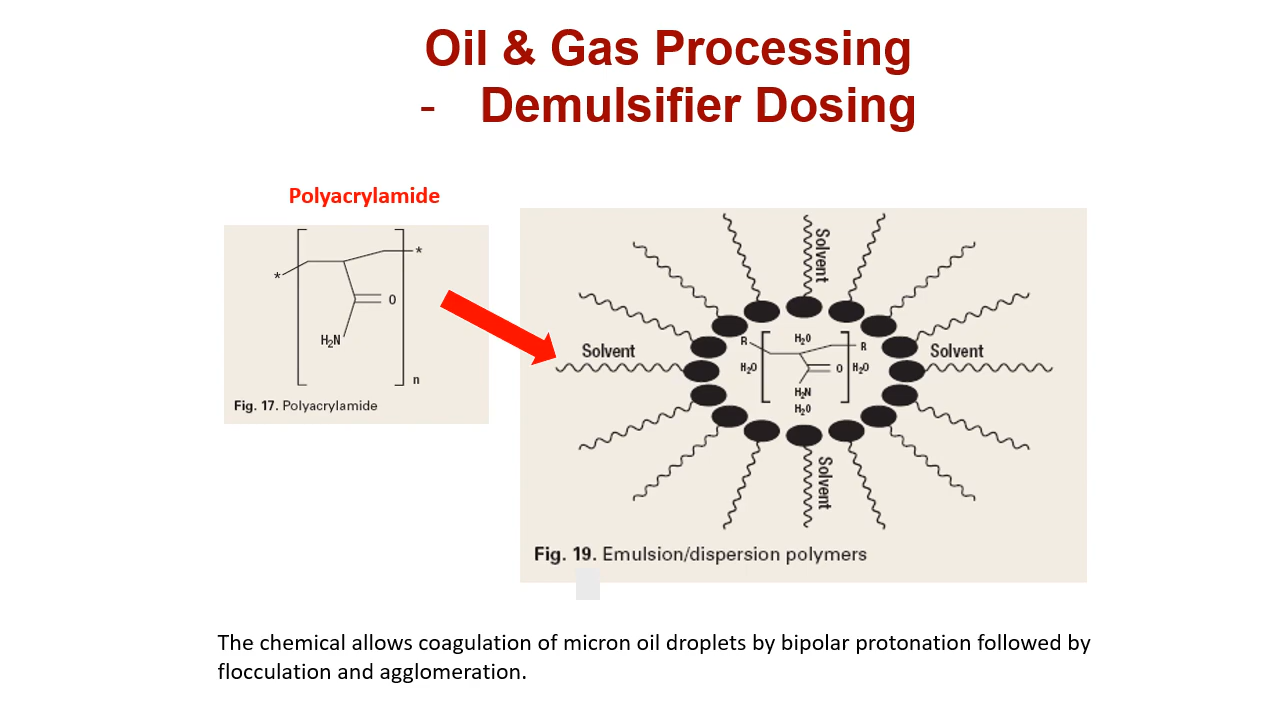 Oil & Gas Processing
- Demulsifier Dosing
Polyacrylamide
*
*
O
H₂N
n
Fig. 17. Polyacrylamide
Solvent
R
H₂O
R
Solvent
H₂O
O
H₂O
Solvent
H₂N
H₂O
Solvent
Fig. 19. Emulsion/dispersion polymers
The chemical allows coagulation of micron oil droplets by bipolar protonation followed by
flocculation and agglomeration.